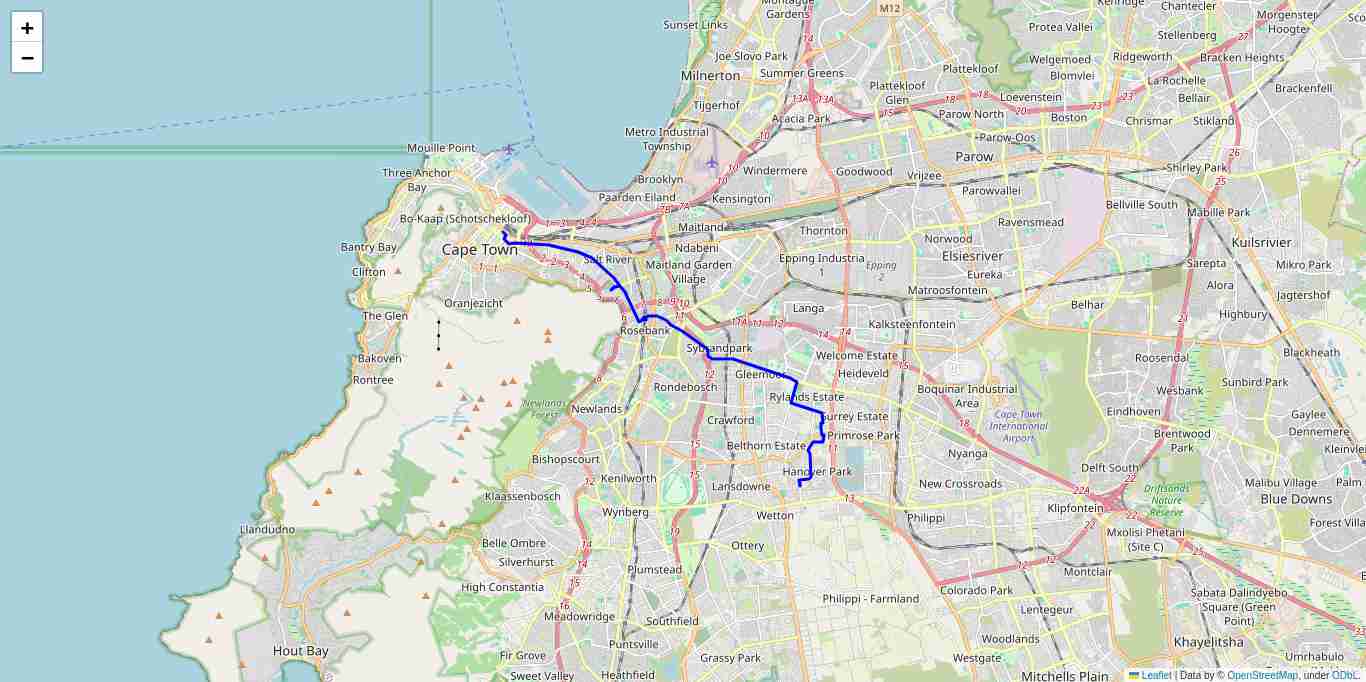 +
−
Sunset Links
Montague
Gardens
M12
Kenridge
Chantecler
Protea Vallei
Stellenberg
Morgenster
Hoogte
Joe Slovo Park
Welgemoed
Ridgeworth
Bracken Heights
Milnerton
Summer Greens
Plattekloof
Blomvlei
La Rochelle
Plattekloof
Glen
Loevenstein
Bellair
Brackenfell
Tijgerhof
Acacia Park
Parow North
Boston
Chrismar
Stikland
Metro Industrial
Township
Parow-Oos
Mouille Point
Parow
Three Anchor
Bay
Brooklyn
Windermere
Goodwood
Vrijzee
Shirley Park
Paarden Eiland
Kensington
Parowvallei
Bellville South
Mabille Park
Bo-Kaap (Schotschekloof)
Maitland
Thornton
Ravensmead
Cape Town
Ndabeni
Norwood
Kuilsrivier
Bantry Bay
Salt River
Maitland Garden
Village
Epping Industria
1
Epping
2
Elsiesrivier
Sarepta
Mikro Park
Clifton
Eureka
Orangezicht
Matroosfontein
Alora
Jagtershof
The Glen
Langa
Belhar
Highbury
Rosebank
Kalksteenfontein
Bakoven
Sybrandpark
Welcome Estate
Roosendal
Blackheath
Rontree
Gleemoor
Heideveld
Rondebosch
Boquinar Industrial
Area
Wesbank
Sunbird Park
Newlands
Forest
Newlands
Rylands Estate
Surrey Estate
Cape Town
International
Airport
Eindhoven
Gaylee
Crawford
Primrose Park
Brentwood
Park
Dennemere
Belthorn Estate
Nyanga
Kleinvlei
Bishopscourt
Hanover Park
Delft South
Kenilworth
Lansdowne
New Crossroads
Driftsands
Nature
Reserve
Malibu Village
Palm
Klaassenbosch
Blue Downs
Wynberg
Wetton
Philippi
Klipfontein
Llandudno
Forest Villa
Belle Ombre
Ottery
Mxolisi Phetani
(Site C)
Silverhurst
Plumstead
Montclair
High Constantia
Philippi - Farmland
Colorado Park
Sabata Dalindyebo
Square (Green
Point)
Meadowridge
Southfield
Lentegeur
Hout Bay
Puntsville
Woodlands
Khayelitsha
Fir Grove
Grassy Park
Westgate
Umrhabulo
Sweet Valley
Heathfield
Mitchells Plain
Leaflet | Data by © OpenStreetMap, under ODbL.